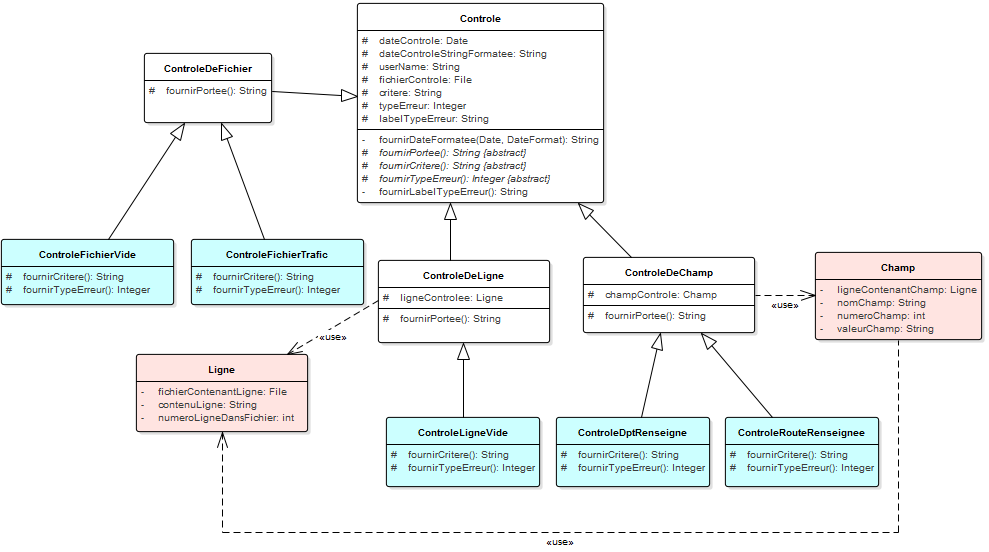 Controle
# dateControle: Date
# dateControleStringFormatee: String
# userName: String
# fichierControle: File
# critere: String
# typeErreur: Integer
# labelTypeErreur: String
- fournirDateFormatee(Date, DateFormat): String
# fournirPortee(): String {abstract}
# fournirCritere(): String {abstract}
# fournirTypeErreur(): Integer {abstract}
- fournirLabelTypeErreur(): String
ControleDeFichier
# fournirPortee(): String
ControleFichierVide
# fournirCritere(): String
# fournirTypeErreur(): Integer
ControleFichierTrafic
# fournirCritere(): String
# fournirTypeErreur(): Integer
ControleDeLigne
# ligneControlee: Ligne
# fournirPortee(): String
ControleDeChamp
# champControle: Champ
# fournirPortee(): String
Champ
- ligneContenantChamp: Ligne
- nomChamp: String
- numeroChamp: int
- valeurChamp: String
«use»
«use»
Ligne
- fichierContenantLigne: File
- contenuLigne: String
- numeroLigneDansFichier: int
ControleLigneVide
# fournirCritere(): String
# fournirTypeErreur(): Integer
ControleDptRenseigne
# fournirCritere(): String
# fournirTypeErreur(): Integer
ControleRouteRenseignee
# fournirCritere(): String
# fournirTypeErreur(): Integer
«use»